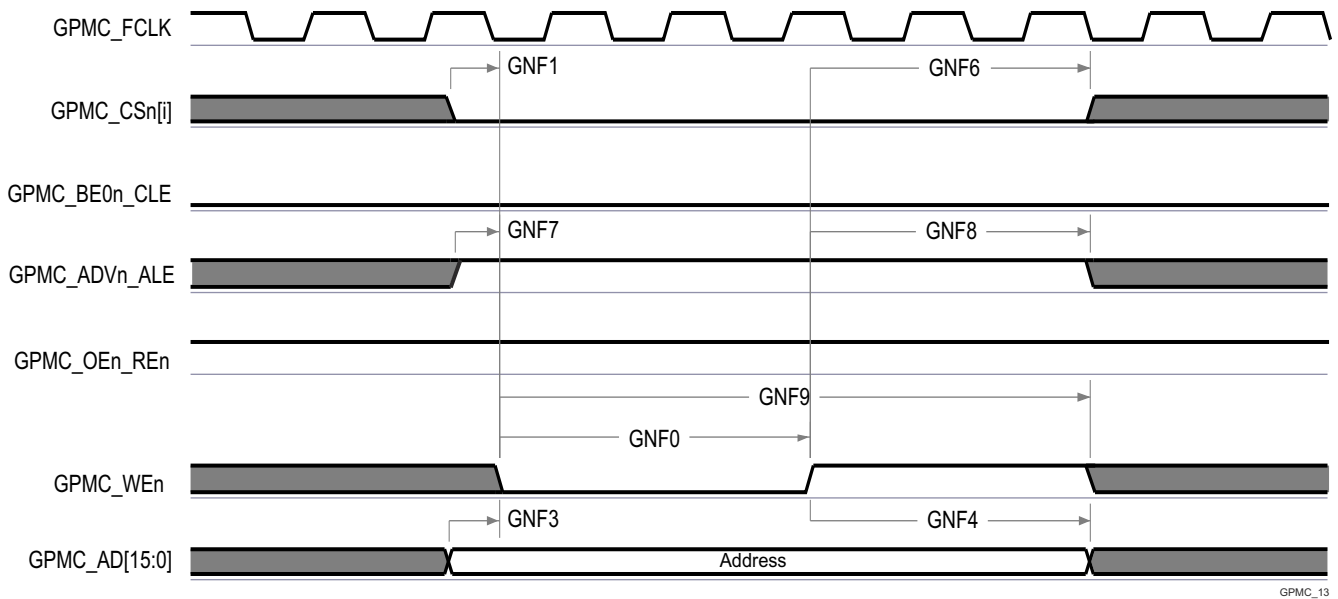 GPMC_FCLK
GNF1
GNF6
GPMC_CSn[i]
GPMC_BE0n_CLE
GNF7
GNF8
GPMC_ADVn_ALE
GPMC_OEn_REn
GNF9
GNF0
GPMC_WEn
GNF3
GNF4
GPMC_AD[15:0]
Address
GPMC_13